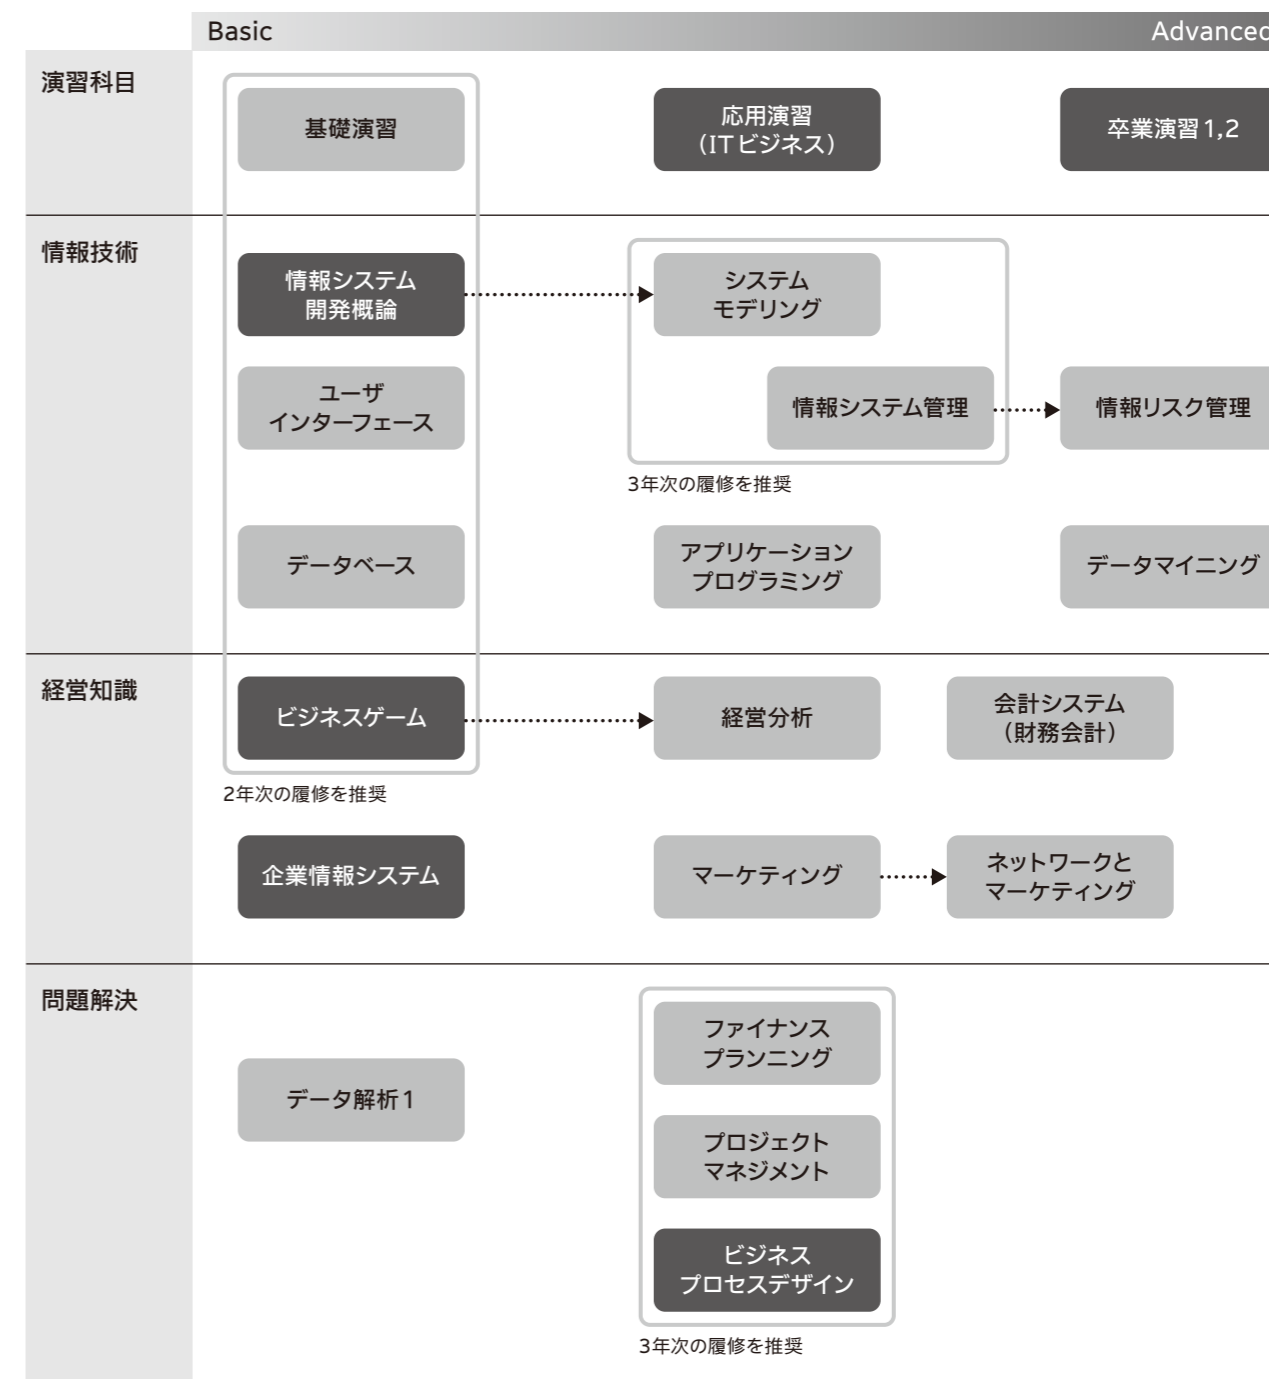 Basic
Advanced
演習科目
基礎演習
応用演習
（ITビジネス）
卒業演習1,2
情報技術
情報システム
開発概論
システム
モデリング
ユーザ
インターフェース
情報システム管理
情報リスク管理
3年次の履修を推奨
データベース
アプリケーション
プログラミング
データマイニング
経営知識
ビジネスゲーム
経営分析
会計システム
（財務会計）
2年次の履修を推奨
企業情報システム
マーケティング
ネットワークと
マーケティング
問題解決
ファイナンス
プランニング
データ解析1
プロジェクト
マネジメント
ビジネス
プロセスデザイン
3年次の履修を推奨